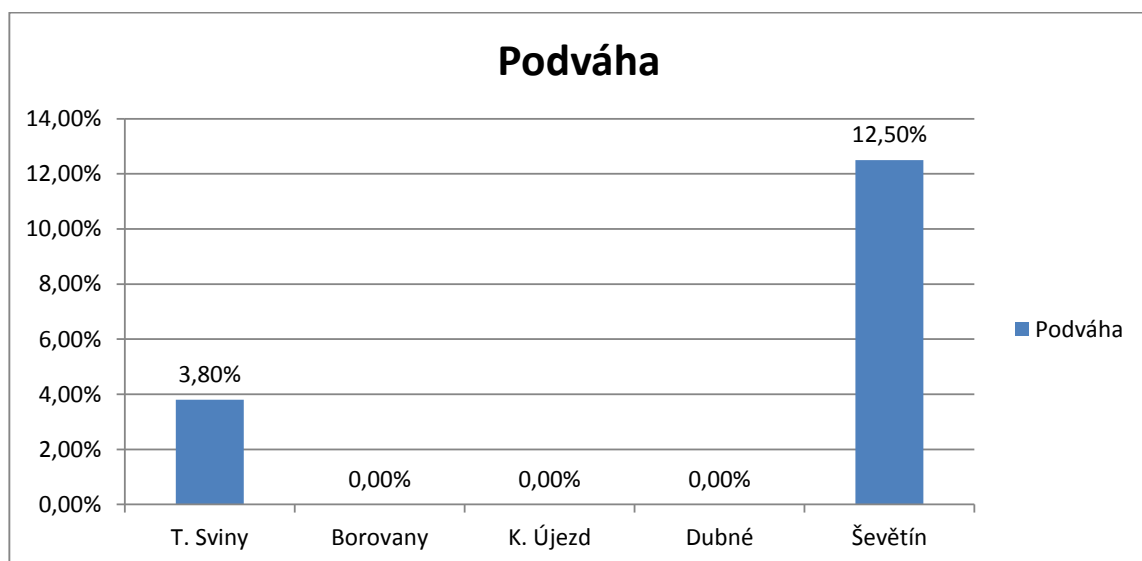 Podváha
14,00%
12,00%
10,00%
8,00%
6,00%
4,00%
2,00%
0,00%
3,80%
0,00%
0,00%
0,00%
12,50%
T. Sviny
Borovany
K. Újezd
Dubné
Ševětín
Podváha